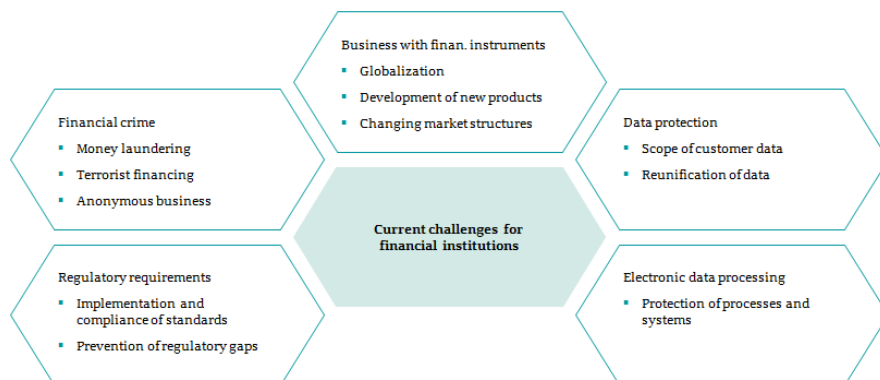 Business with finan. instruments
▪ Globalization
▪ Development of new products
▪ Changing market structures
Financial crime
▪ Money laundering
▪ Terrorist financing
▪ Anonymous business
Data protection
▪ Scope of customer data
▪ Reunification of data
Current challenges for
financial institutions
Regulatory requirements
▪ Implementation and
compliance of standards
▪ Prevention of regulatory gaps
Electronic data processing
▪ Protection of processes and
systems